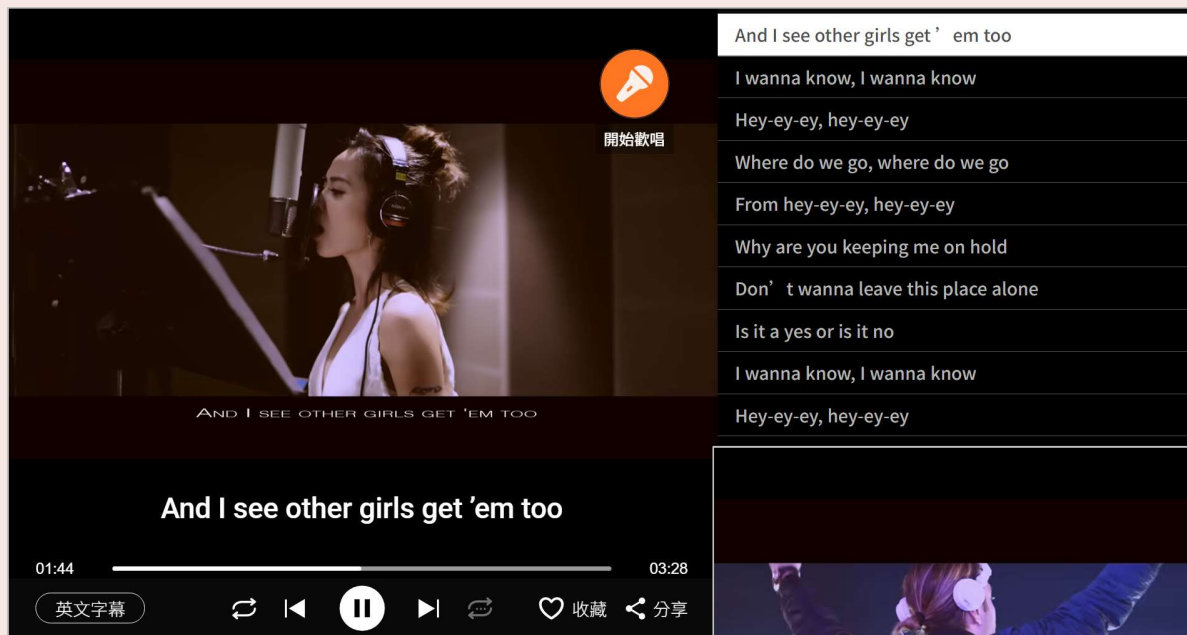 開始歡唱
AND I SEE OTHER GIRLS GET 'EM TOO
And I see other girls get ’em too
01:44
03:28
英文字幕
收藏
分享
And I see other girls get ’ em too
I wanna know, I wanna know
Hey-ey-ey, hey-ey-ey
Where do we go, where do we go
From hey-ey-ey, hey-ey-ey
Why are you keeping me on hold
Don’ t wanna leave this place alone
Is it a yes or is it no
I wanna know, I wanna know
Hey-ey-ey, hey-ey-ey